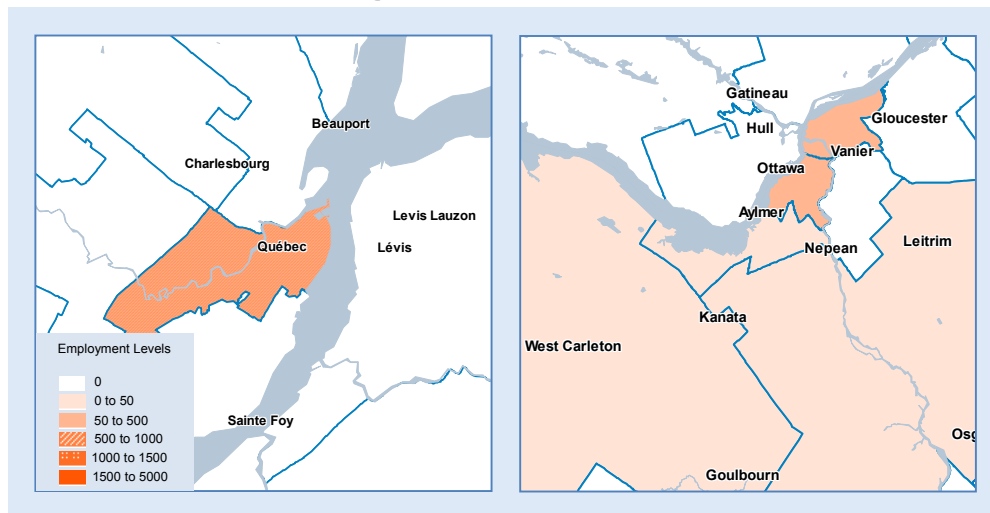 Beauport
Charlesbourg
Levis Lauzon
Québec
Lévis
Sainte Foy
Employment Levels
0
0 to 50
50 to 500
500 to 1000
1000 to 1500
1500 to 5000
Gatineau
Hull
Gloucester
Vanier
Ottawa
Aylmer
Nepean
Leitrim
Kanata
West Carleton
Osg
Goulbourn